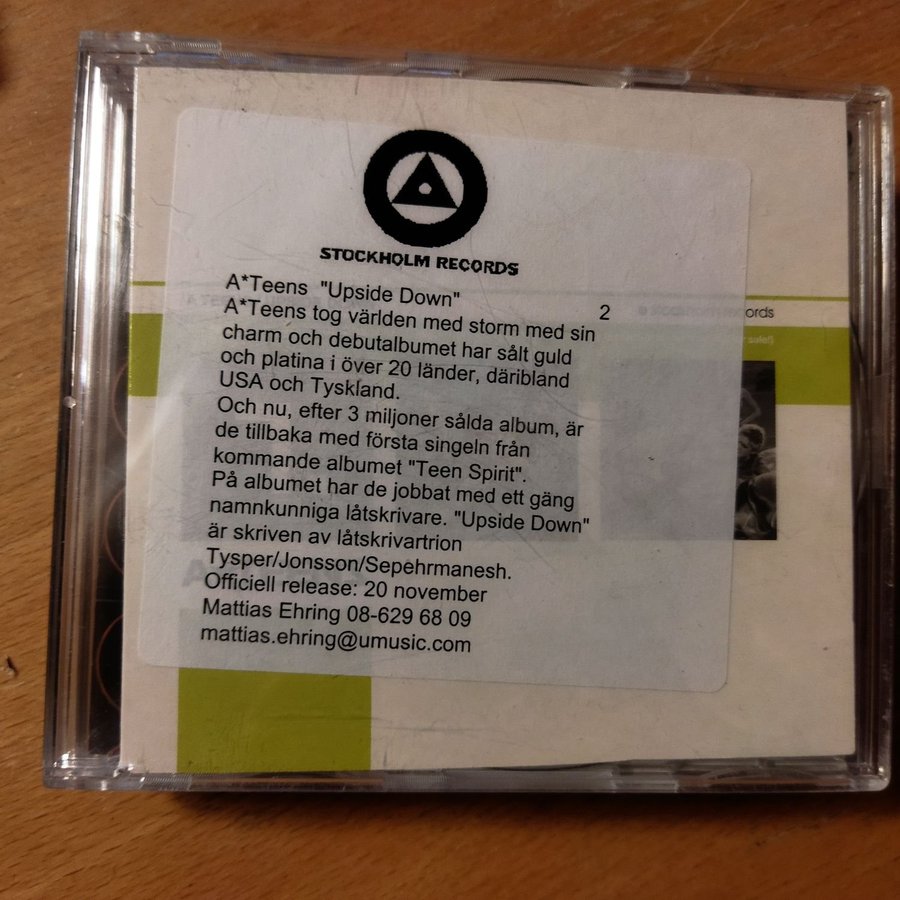 STOCKHOLM RECORDS
A*Teens "Upside Down" 2
A*Teens tog världen med storm med sin
charm och debutalbumet har sålt guld
och platina i över 20 länder, däribland
USA och Tyskland.
Och nu, efter 3 miljoner sålda album, är
de tillbaka med första singeln från
kommande albumet "Teen Spirit".
På albumet har de jobbat med ett gäng
namnkunniga låtskrivare. "Upside Down"
är skriven av låtskrivartrion
Tysper/Jonsson/Sepehrmanesh.
Officiell release: 20 november
Mattias Ehring 08-629 68 09
mattias.ehring@umusic.com
stockholm records
sale!)